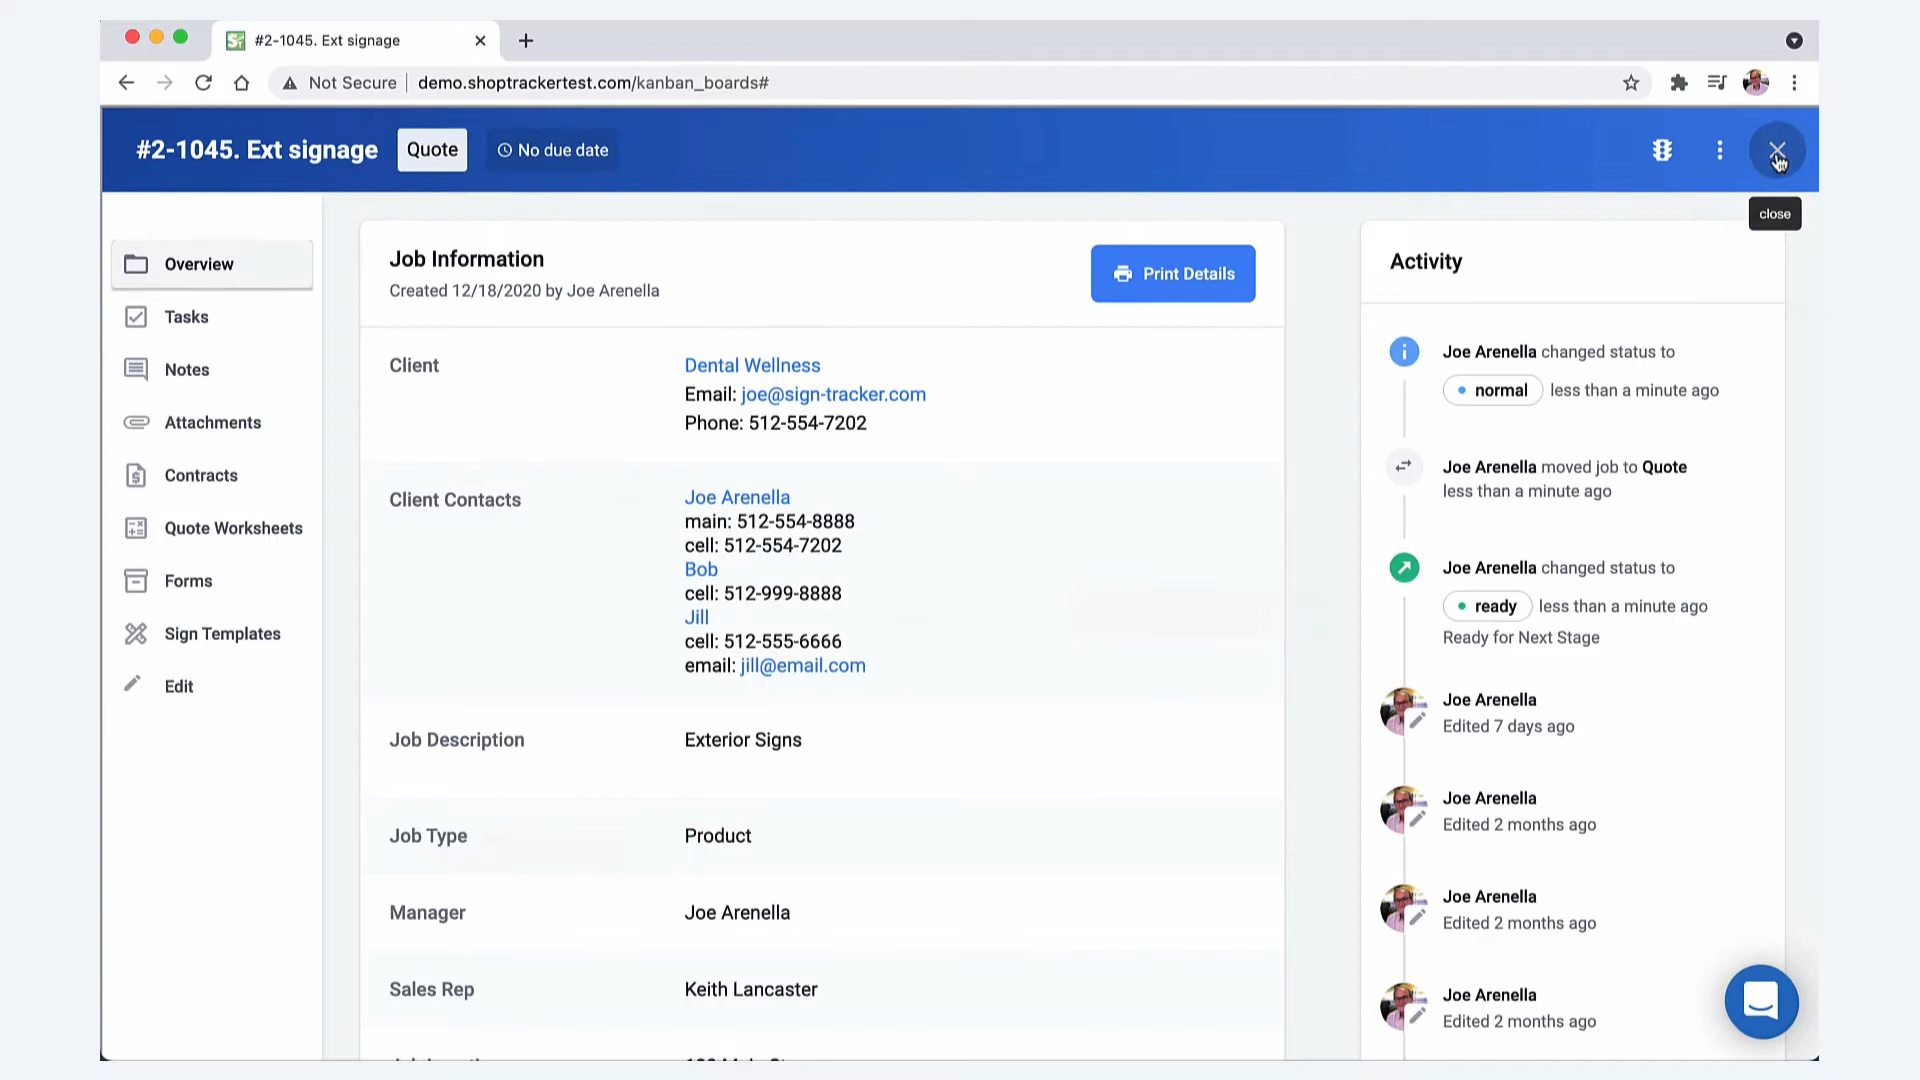 #2-1045. Ext signage
Not Secure
demo.shoptrackertest.com/kanban_boards#
#2-1045. Ext signage
Quote
No due date
close
Overview
Tasks
Notes
Attachments
Contracts
Quote Worksheets
Forms
Sign Templates
Edit
Job Information
Created 12/18/2020 by Joe Arenella
Print Details
Client
Dental Wellness
Email: joe@sign-tracker.com
Phone: 512-554-7202
Client Contacts
Joe Arenella
main: 512-554-8888
cell: 512-554-7202
Bob
cell: 512-999-8888
Jill
cell: 512-555-6666
email: jill@email.com
Job Description
Exterior Signs
Job Type
Product
Manager
Joe Arenella
Sales Rep
Keith Lancaster
Activity
Joe Arenella changed status to
normal less than a minute ago
Joe Arenella moved job to Quote
less than a minute ago
Joe Arenella changed status to
ready less than a minute ago
Ready for Next Stage
Joe Arenella
Edited 7 days ago
Joe Arenella
Edited 2 months ago
Joe Arenella
Edited 2 months ago
Joe Arenella
Edited 2 months ago